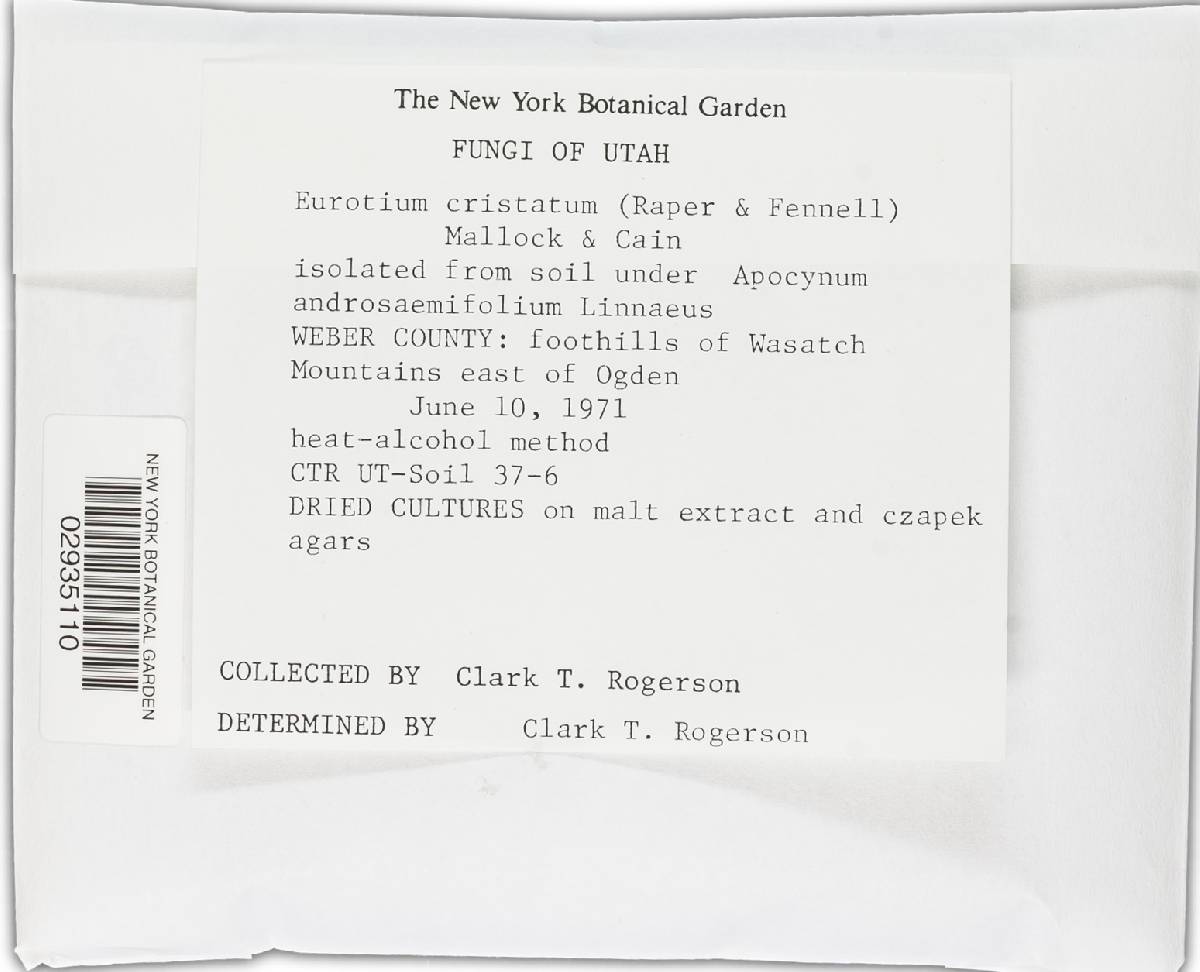 The New York Botanical Garden
FUNGI OF UTAH
Eurotium cristatum (Raper & Fennell)
Mallock & Cain
isolated from soil under Apocynum
androsaemifolium Linnaeus
WEBER COUNTY: foothills of Wasatch
Mountains east of Ogden
June 10, 1971
heat-alcohol method
CTR UT-Soil 37-6
DRIED CULTURES on malt extract and czapek
agars
COLLECTED BY Clark T. Rogerson
DETERMINED BY Clark T. Rogerson
NEW YORK BOTANICAL GARDEN
02935110